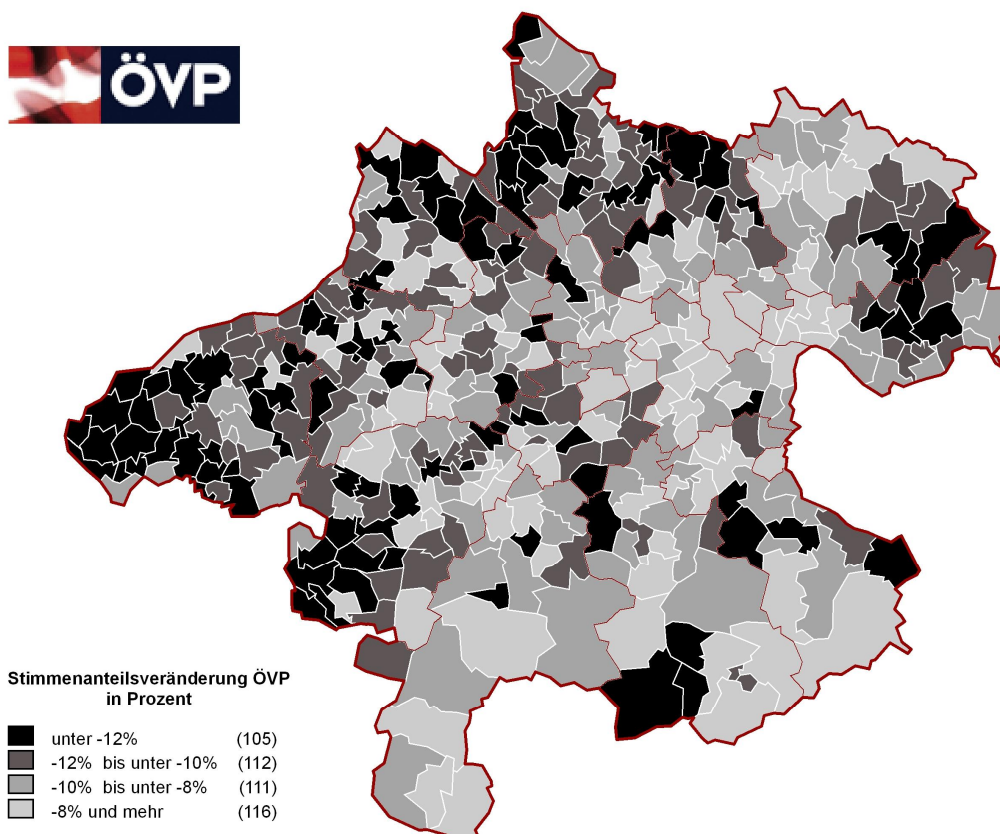 ÖVP
Stimmenanteilsveränderung ÖVP
in Prozent
unter -12% (105)
-12% bis unter -10% (112)
-10% bis unter -8% (111)
-8% und mehr (116)